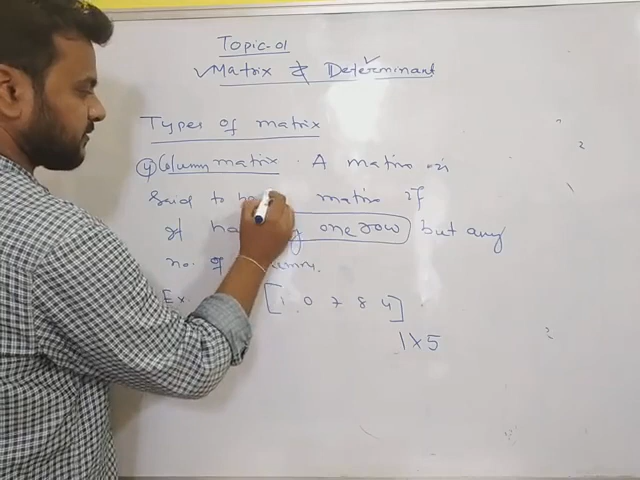 Topic-01
Matrix & Determinant
Types of matrix
Column matrix. A matrix is
said to matrix if
it one row but any
no. of
Ex. [1 0 7 8 4]
1×5